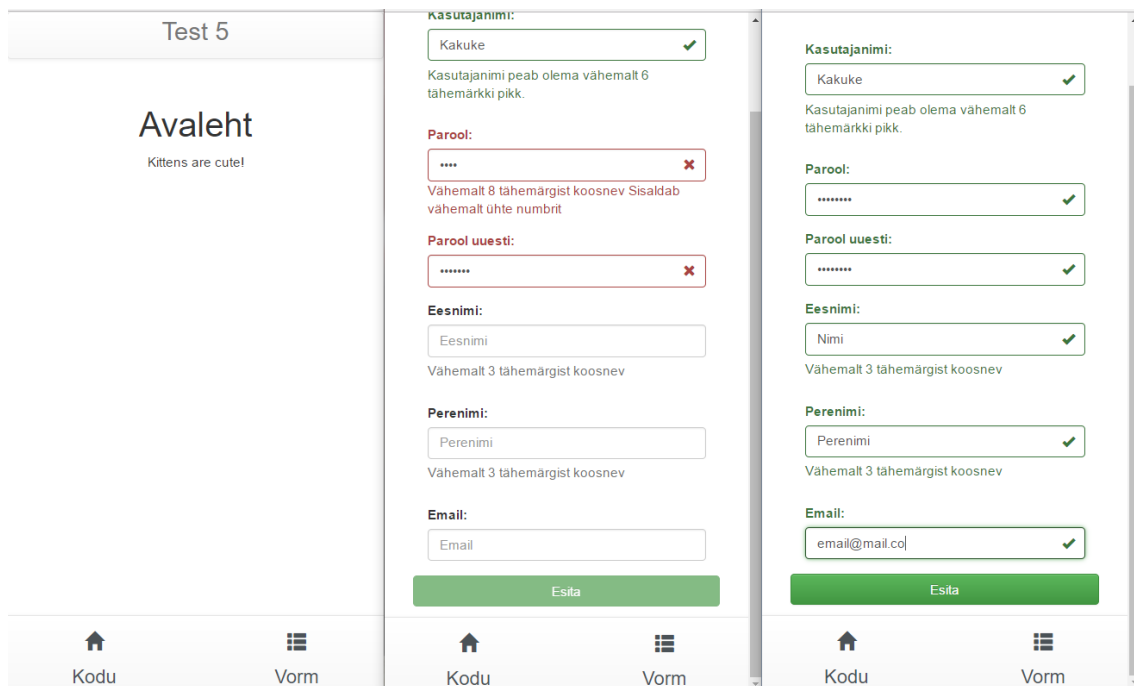 Test 5
Avaleht
Kittens are cute!
Kodu
Vorm
Kasutajanimi:
Kakuke
Kasutajanimi peab olema vähemalt 6
tähemärkki pikk.
Parool:
••••
Vähemalt 8 tähemärgist koosnev Sisaldab
vähemalt ühte numbrit
Parool uuesti:
•••••••
Eesnimi:
Eesnimi
Vähemalt 3 tähemärgist koosnev
Perenimi:
Perenimi
Vähemalt 3 tähemärgist koosnev
Email:
Email
Esita
Kodu
Vorm
Kasutajanimi:
Kakuke
Kasutajanimi peab olema vähemalt 6
tähemärkki pikk.
Parool:
••••••••
Parool uuesti:
••••••••
Eesnimi:
Nimi
Vähemalt 3 tähemärgist koosnev
Perenimi:
Perenimi
Vähemalt 3 tähemärgist koosnev
Email:
email@mail.co
Esita
Kodu
Vorm